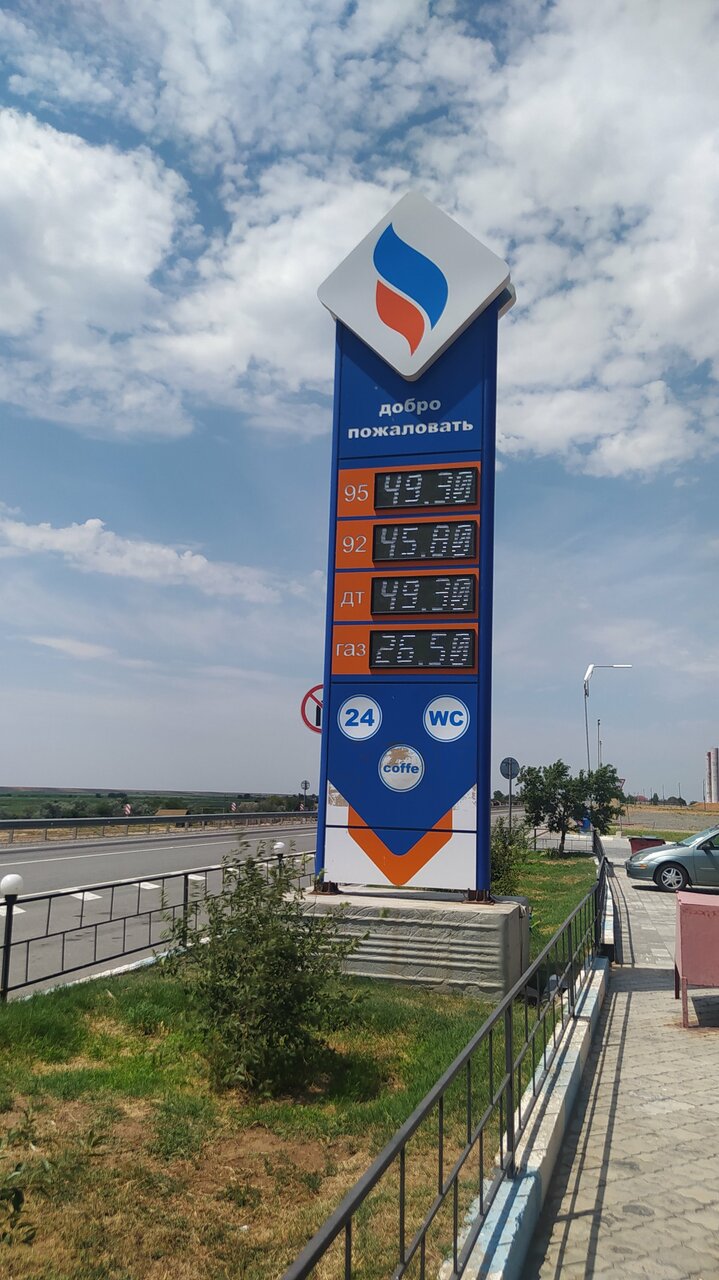 добро
пожаловать
95 49.30
92 45.80
дт 49.30
газ 26.50
24 WC
coffe